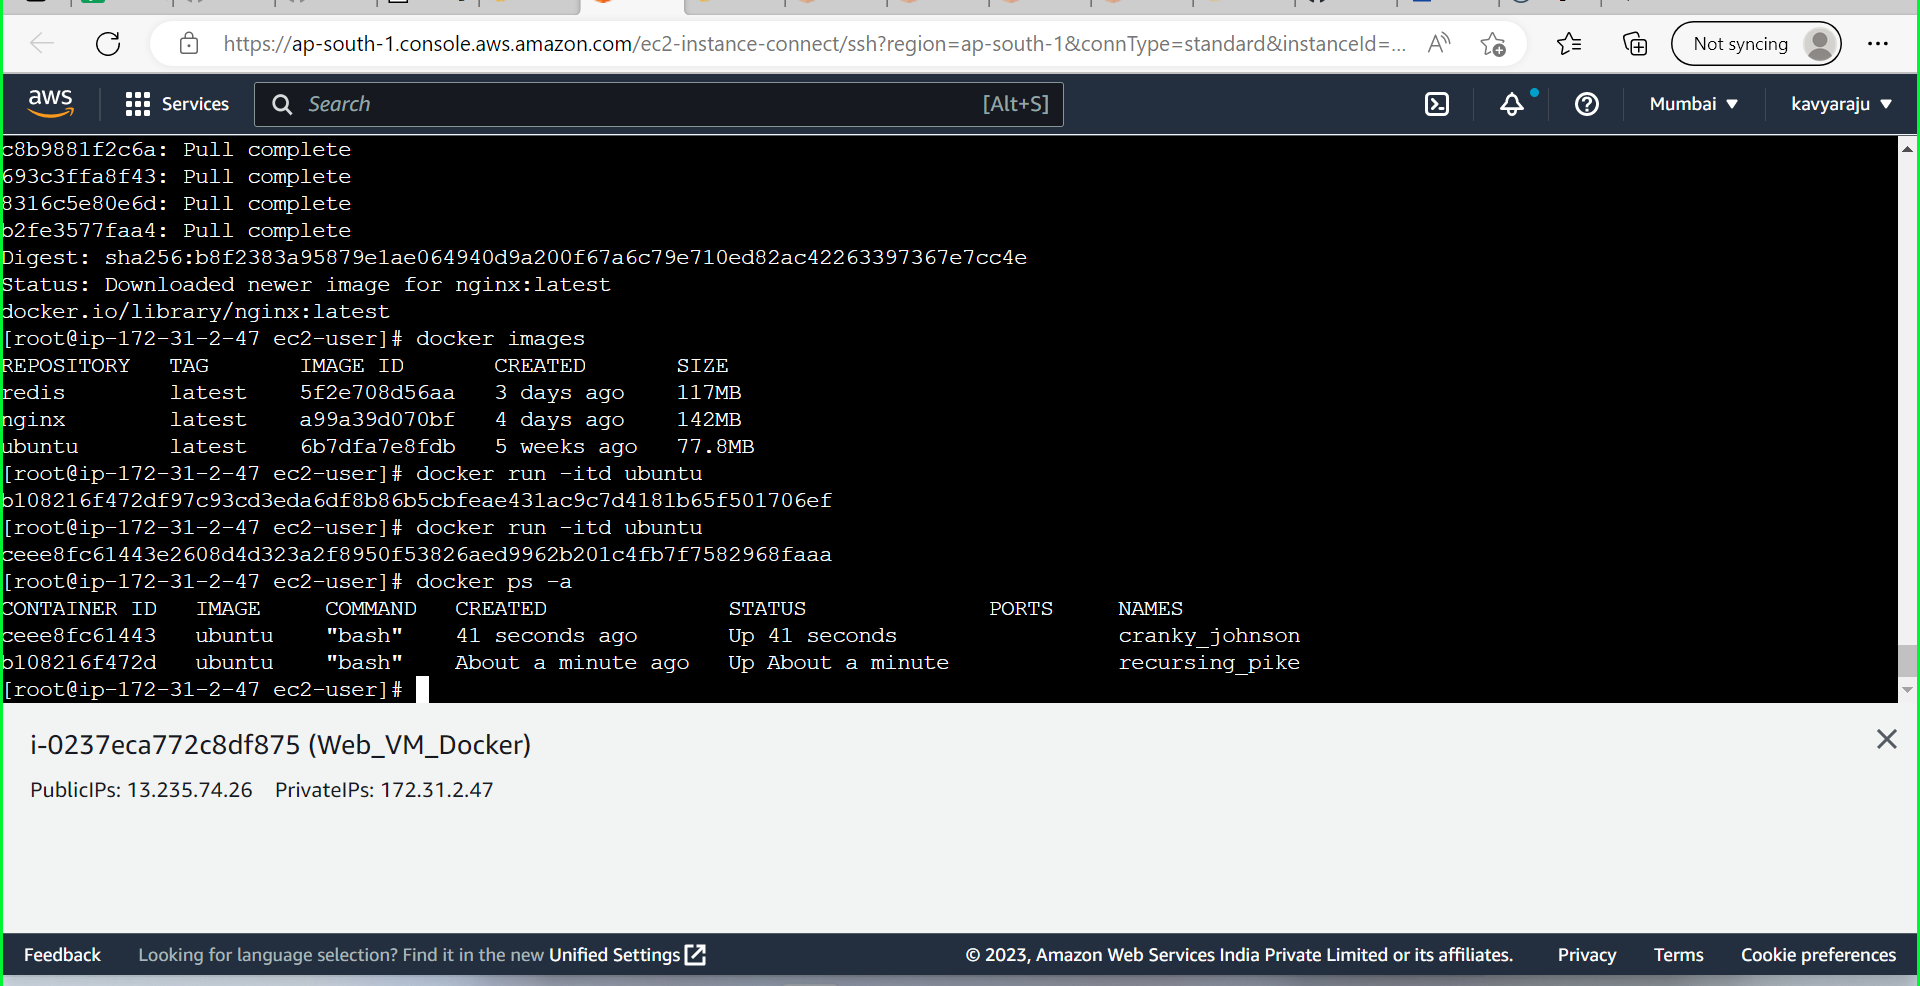 https://ap-south-1.console.aws.amazon.com/ec2-instance-connect/ssh?region=ap-south-1&connType=standard&instanceId=... A Not syncing
aws Services Search [Alt+S] Mumbai kavyaraju
c8b9881f2c6a: Pull complete
693c3ffa8f43: Pull complete
8316c5e80e6d: Pull complete
b2fe3577faa4: Pull complete
Digest: sha256:b8f2383a95879e1ae064940d9a200f67a6c79e710ed82ac42263397367e7cc4e
Status: Downloaded newer image for nginx:latest
docker.io/library/nginx:latest
[root@ip-172-31-2-47 ec2-user]# docker images
REPOSITORY TAG IMAGE ID CREATED SIZE
redis latest 5f2e708d56aa 3 days ago 117MB
nginx latest a99a39d070bf 4 days ago 142MB
ubuntu latest 6b7dfa7e8fdb 5 weeks ago 77.8MB
[root@ip-172-31-2-47 ec2-user]# docker run -itd ubuntu
b108216f472df97c93cd3eda6df8b86b5cbfeae431ac9c7d4181b65f501706ef
[root@ip-172-31-2-47 ec2-user]# docker run -itd ubuntu
ceee8fc61443e2608d4d323a2f8950f53826aed9962b201c4fb7f7582968faaa
[root@ip-172-31-2-47 ec2-user]# docker ps -a
CONTAINER ID IMAGE COMMAND CREATED STATUS PORTS NAMES
ceee8fc61443 ubuntu "bash" 41 seconds ago Up 41 seconds cranky_johnson
b108216f472d ubuntu "bash" About a minute ago Up About a minute recursing_pike
[root@ip-172-31-2-47 ec2-user]#
i-0237eca772c8df875 (Web_VM_Docker)
PublicIPs: 13.235.74.26 PrivateIPs: 172.31.2.47
Feedback Looking for language selection? Find it in the new Unified Settings © 2023, Amazon Web Services India Private Limited or its affiliates. Privacy Terms Cookie preferences